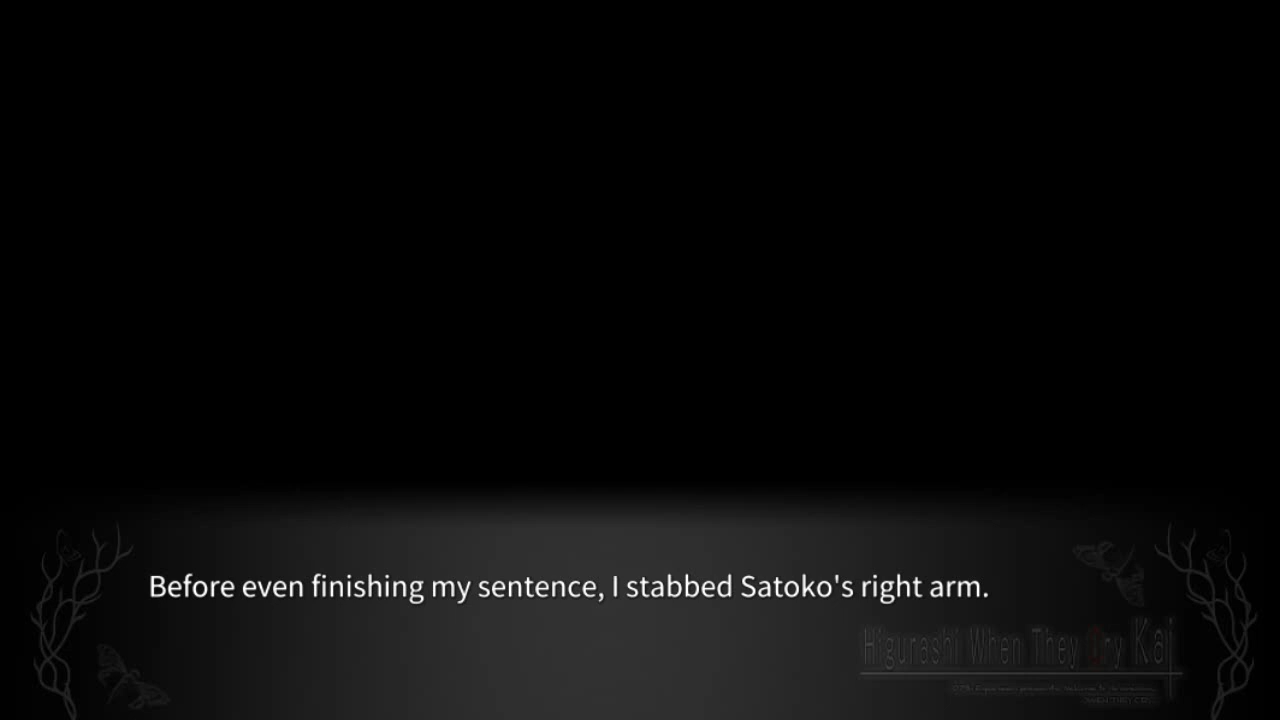 Before even finishing my sentence, I stabbed Satoko's right arm.
Higurashi When They Cry Kai